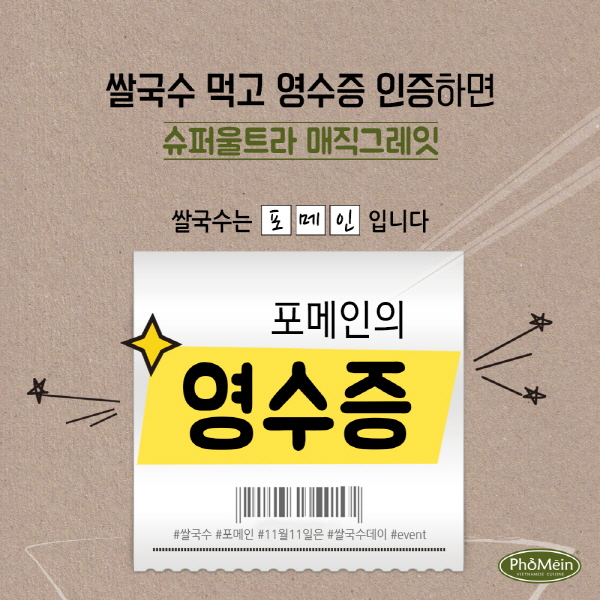 쌀국수 먹고 영수증 인증하면
슈퍼울트라 매직그레잇
쌀국수는 포메인 입니다
포메인의
영수증
#쌀국수 #포메인 #11월11일은 #쌀국수데이 #event
PhồMein
VIETNAMESE CUISINE